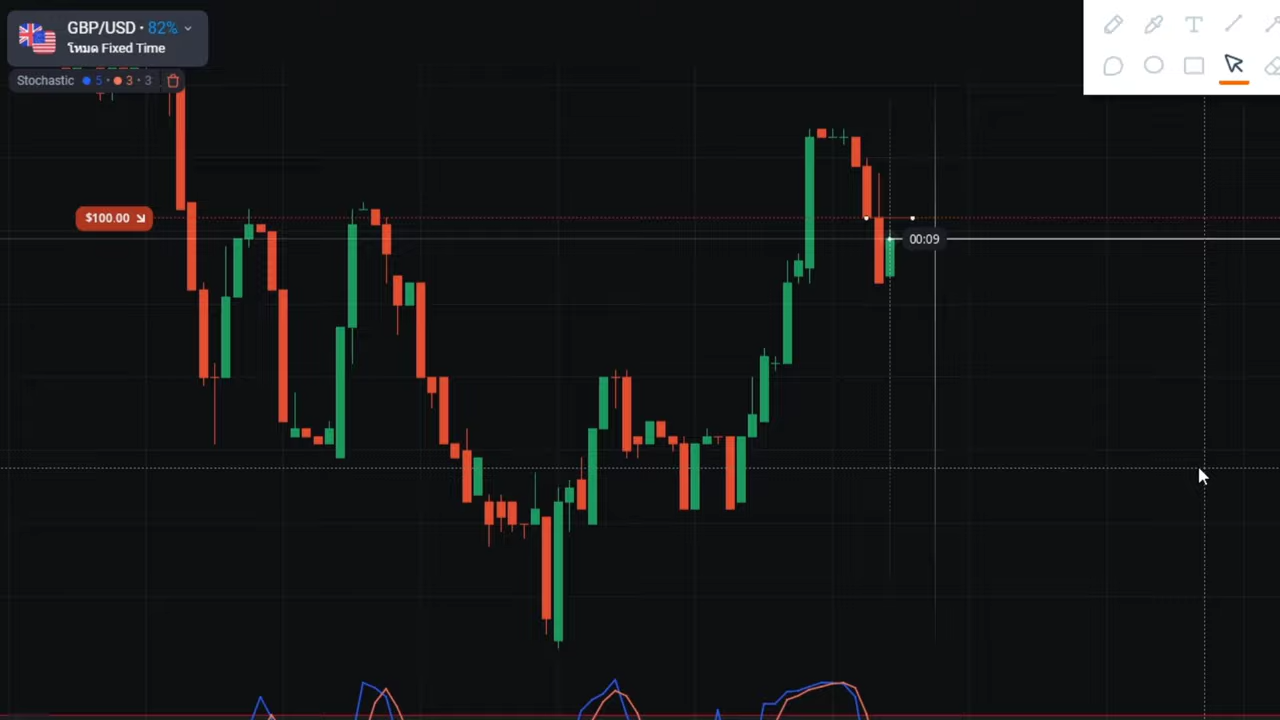 GBP/USD · 82%
โหมด Fixed Time
Stochastic 5 · 3 · 3
$100.00
00:09
T